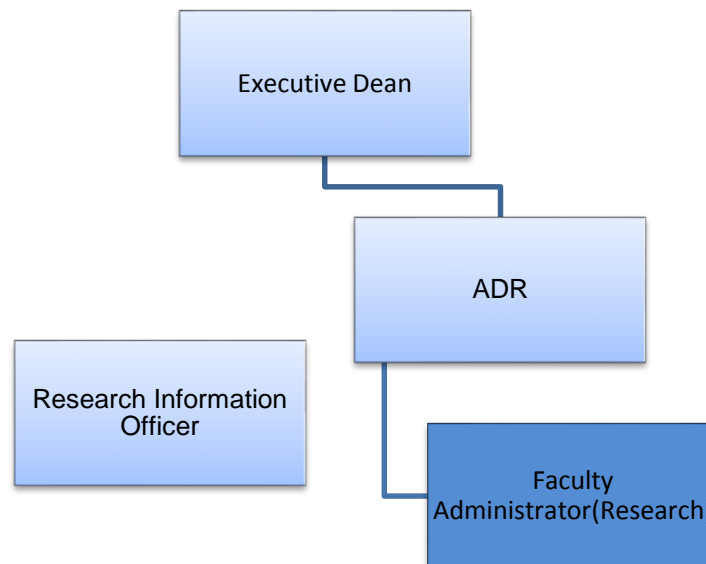 Executive Dean
ADR
Research Information
Officer
Faculty
Administrator(Research